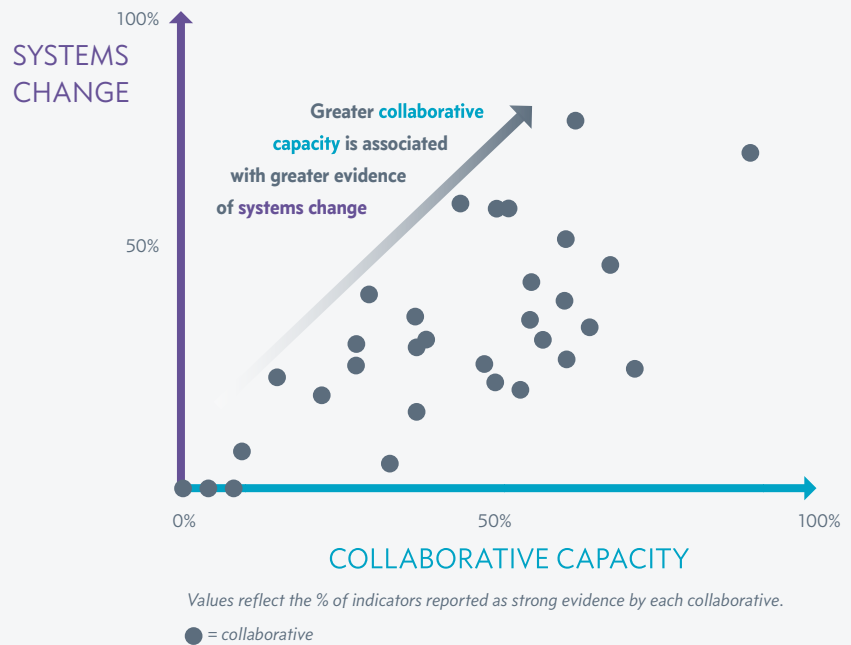 100%
SYSTEMS
CHANGE
Greater collaborative
capacity is associated
with greater evidence
of systems change
50%
0%
50%
100%
COLLABORATIVE CAPACITY
Values reflect the % of indicators reported as strong evidence by each collaborative.
= collaborative